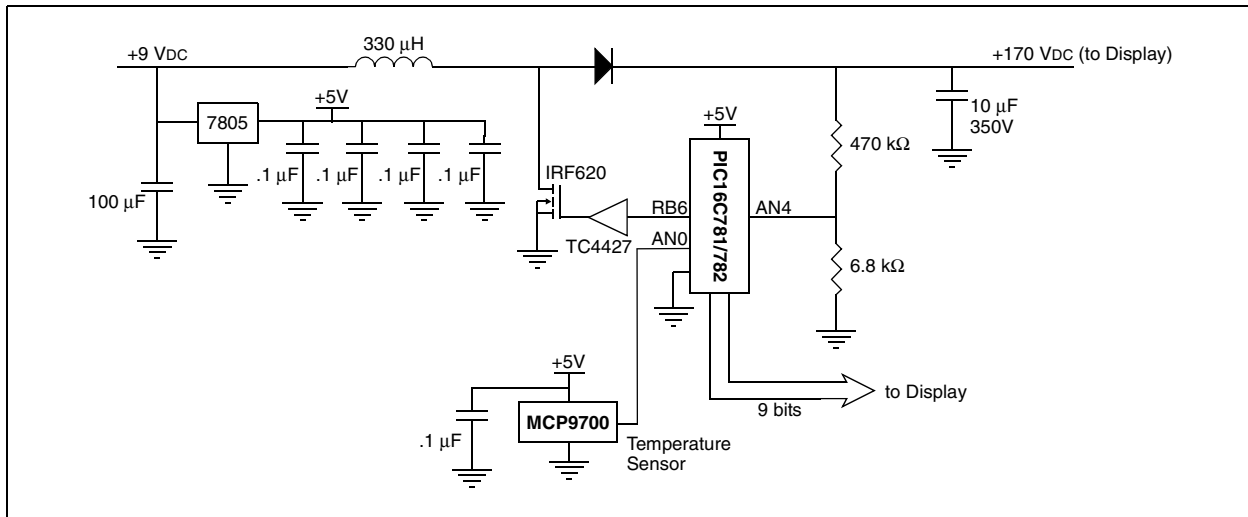 +9 VDC
330 µH
+170 VDC (to Display)
7805
+5V
100 µF
.1 µF
.1 µF
.1 µF
.1 µF
IRF620
TC4427
RB6
AN0
+5V
PIC16C781/782
AN4
470 kΩ
10 µF
350V
6.8 kΩ
9 bits
to Display
+5V
.1 µF
MCP9700
Temperature
Sensor